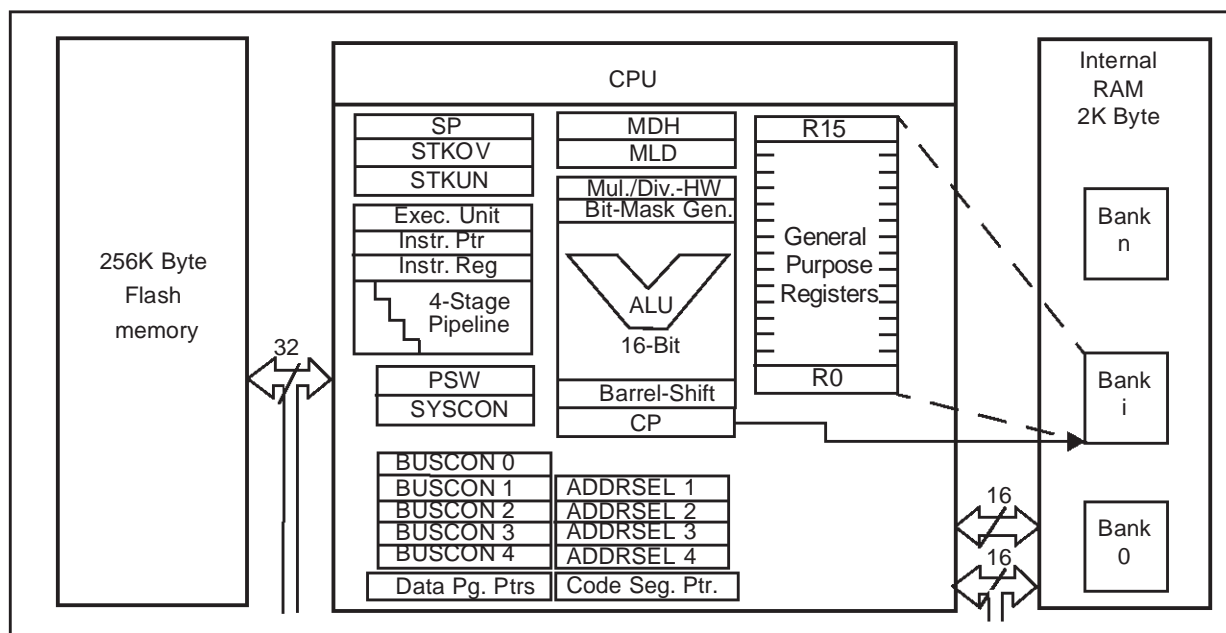 256K Byte
Flash
memory
32
CPU
SP
STKOV
STKUN
Exec. Unit
Instr. Ptr
Instr. Reg
4-Stage
Pipeline
PSW
SYSCON
BUSCON 0
BUSCON 1
BUSCON 2
BUSCON 3
BUSCON 4
Data Pg. Ptrs
MDH
MLD
Mul./Div.-HW
Bit-Mask Gen.
ALU
16-Bit
Barrel-Shift
CP
ADDRSEL 1
ADDRSEL 2
ADDRSEL 3
ADDRSEL 4
Code Seg. Ptr.
R15
General
Purpose
Registers
R0
16
16
Internal
RAM
2K Byte
Bank
n
Bank
i
Bank
0